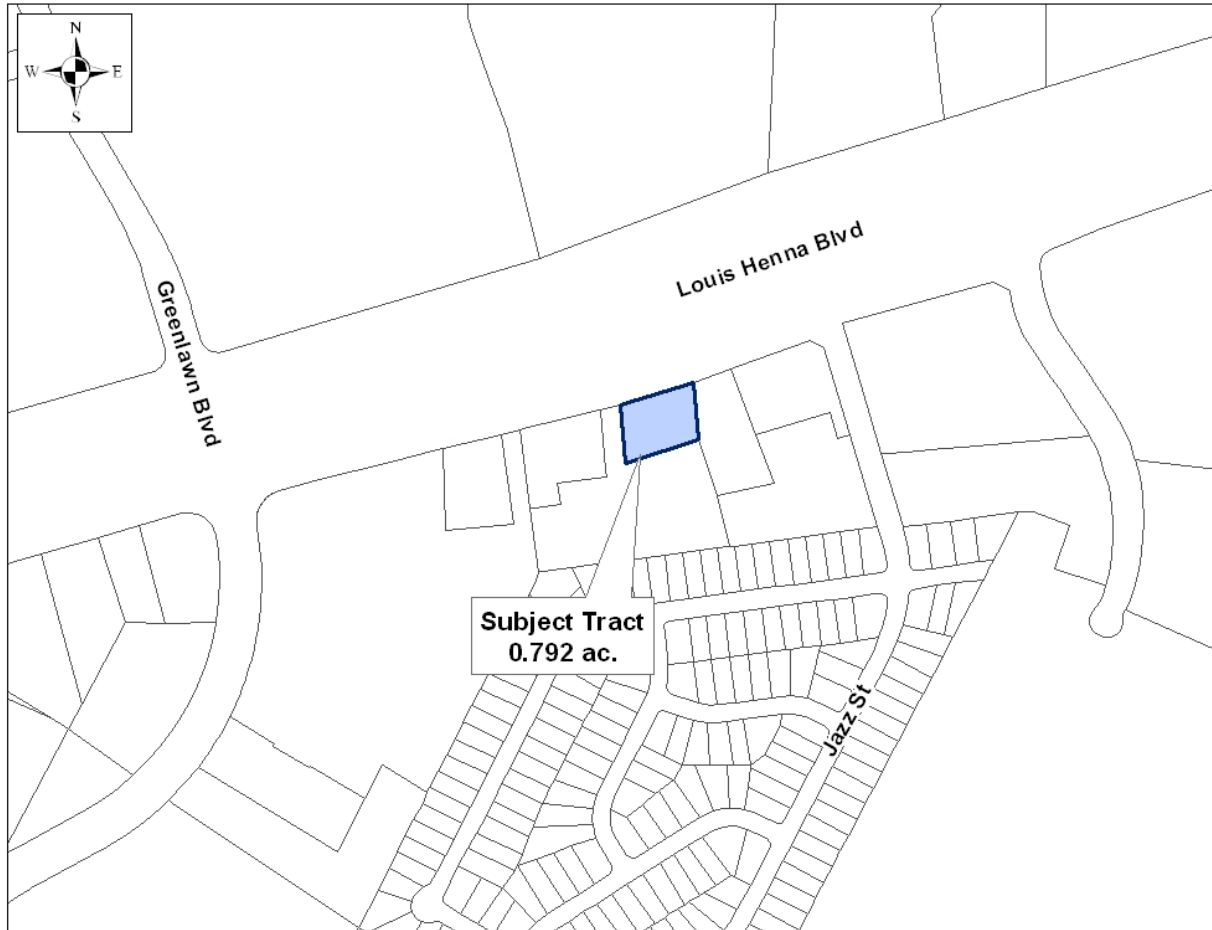 N
W E
S
Louis Henna Blvd
Greenlawn Blvd
Subject Tract
0.792 ac.
Jazz St